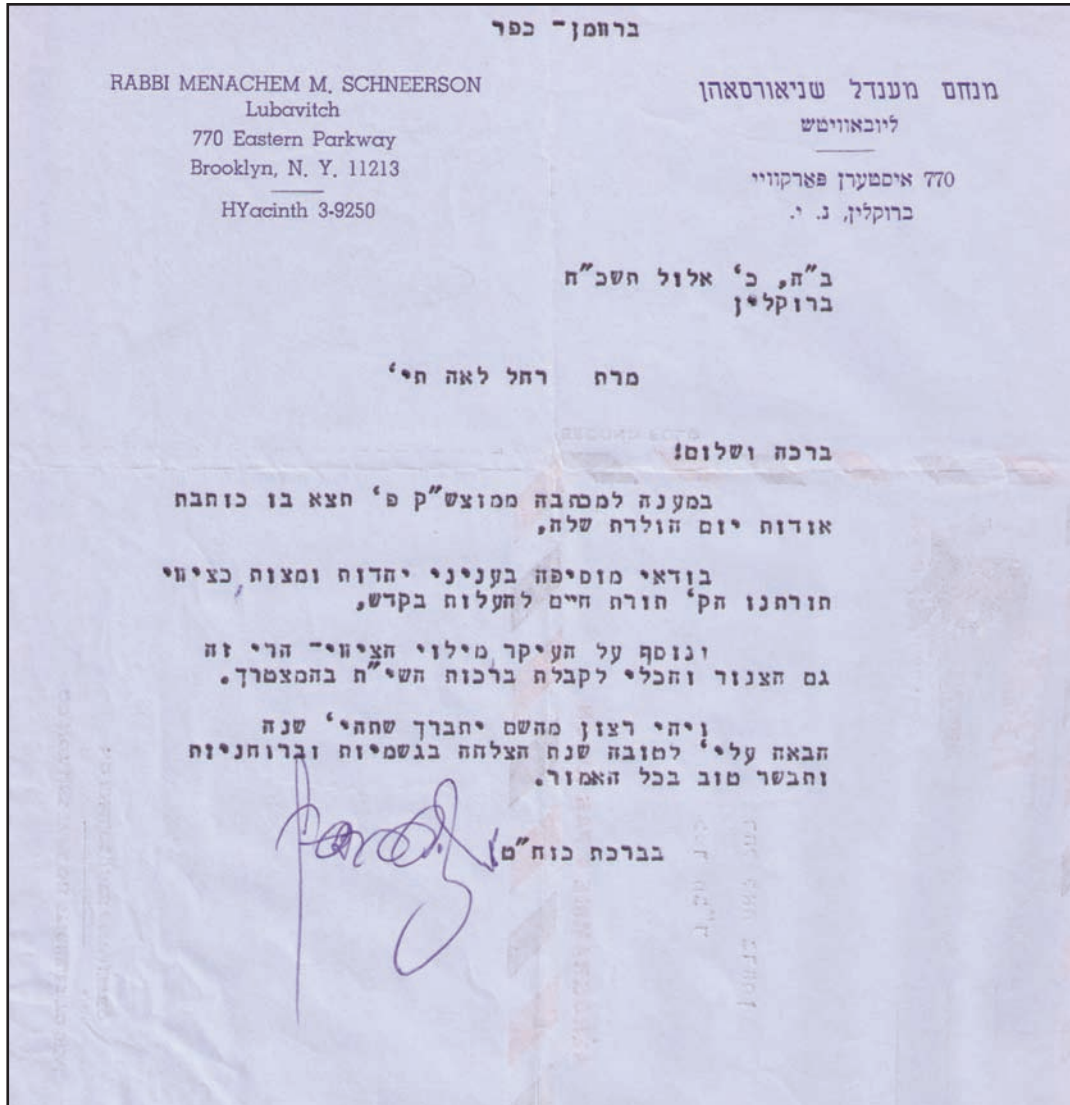 ברוומן- כפר
RABBI MENACHEM M. SCHNEERSON
Lubavitch
770 Eastern Parkway
Brooklyn, N. Y. 11213
HYacinth 3-9250
מנחם מענדל שניאורסאהן
ליובאוויטש
770 איסטערן פארקוויי
ברוקלין, נ. י.
ב"ה, כ' אלול תשכ"ח
ברוקלין
מרת רחל לאה תי'
ברכה ושלום!
במענה למכתבה ממוצש"ק פ' תצא בו כותבת
אודות יום הולדת שלה,
בודאי מוסיפה בעניני יהדות ומצות כציווי
תורתנו הק' תורת חיים להעלות בקדש,
ונוסף על העיקר מילוי הציווי- הרי זה
גם הצנור והכלי לקבלת ברכות השי"ת בהמצטרך.
ויהי רצון מהשם יתברך שתהי' שנה
הבאה עלי' לטובה שנת הצלחה בגשמיות וברוחניות
ותבשר טוב בכל האמור.
בברכת כוח"ט